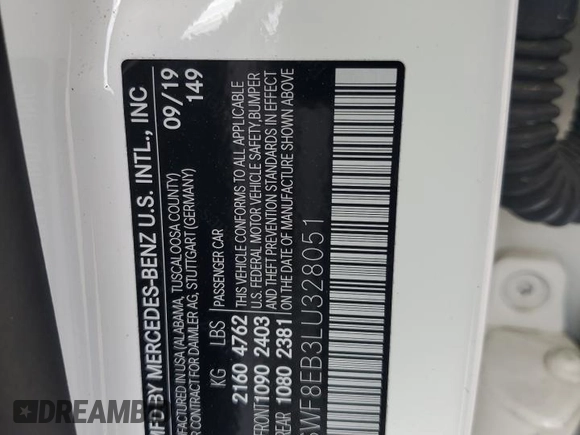 MFD BY MERCEDES-BENZ U.S. INTL., INC
09/19
149
MANUFACTURED IN USA (ALABAMA, TUSCALOOSA COUNTY)
UNDER CONTRACT FOR DAIMLER AG, STUTTGART (GERMANY)
KG LBS PASSENGER CAR
2160 4762 THIS VEHICLE CONFORMS TO ALL APPLICABLE
FRONT 1090 2403 U.S. FEDERAL MOTOR VEHICLE SAFETY, BUMPER
REAR 1080 2381 AND THEFT PREVENTION STANDARDS IN EFFECT
ON THE DATE OF MANUFACTURE SHOWN ABOVE
WF8EB3LU328051
DREAMBO